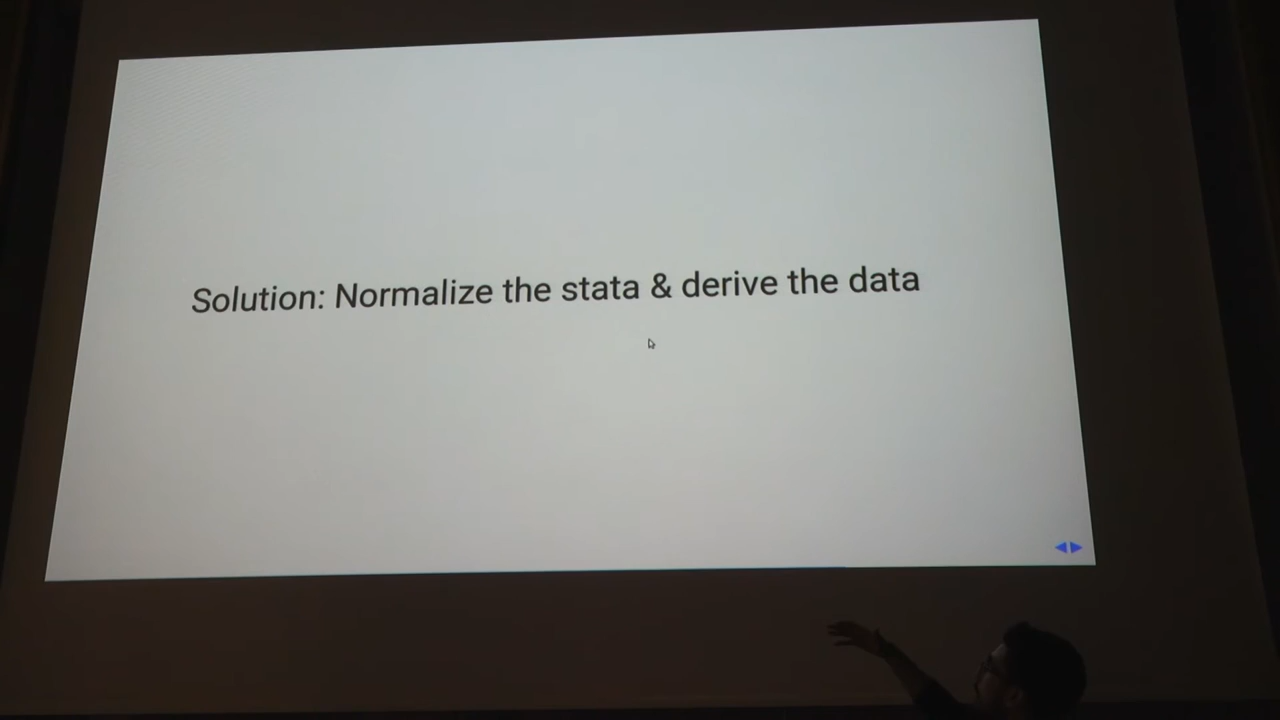 Solution: Normalize the stata & derive the data